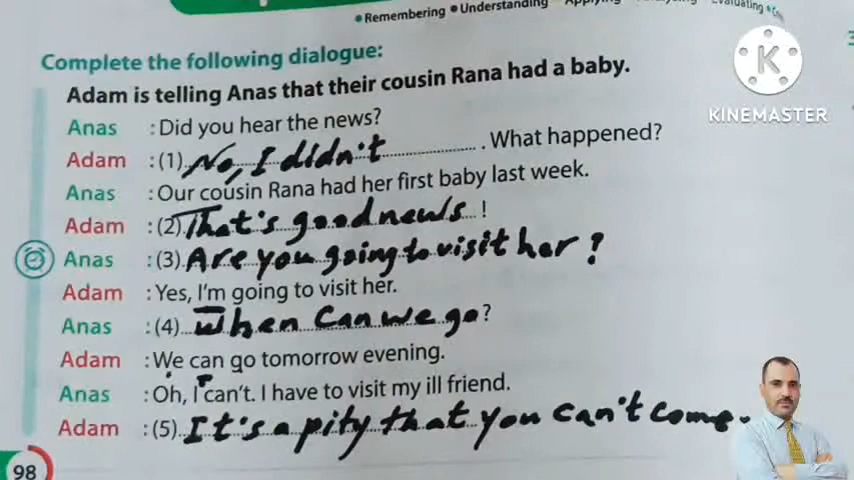 • Remembering • Understanding
Complete the following dialogue:
Adam is telling Anas that their cousin Rana had a baby.
Anas : Did you hear the news?
Adam : (1) No, I didn't . What happened?
Anas : Our cousin Rana had her first baby last week.
Adam : (2) That's good news !
Anas : (3) Are you going to visit her ?
Adam : Yes, I'm going to visit her.
Anas : (4) When can we go ?
Adam : We can go tomorrow evening.
Anas : Oh, I can't. I have to visit my ill friend.
Adam : (5) It's a pity that you can't come.
98
KINEMASTER